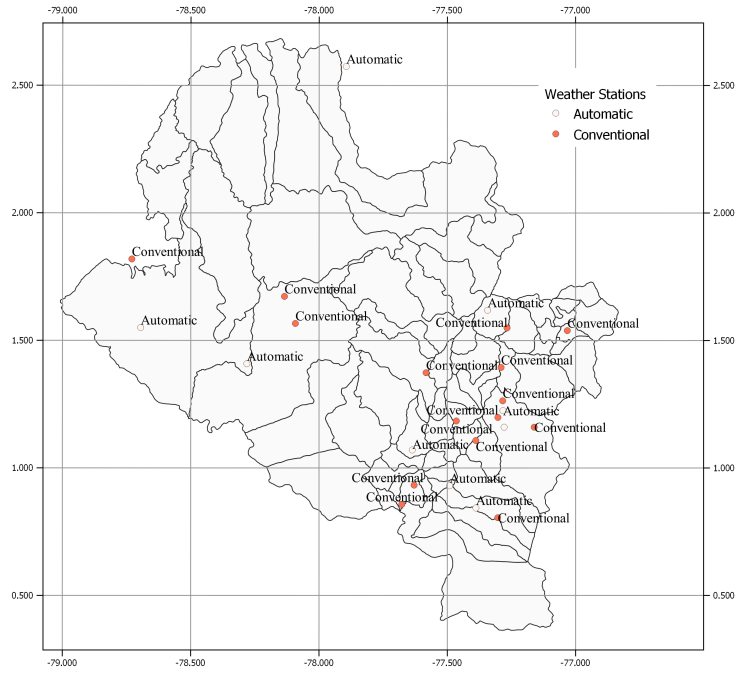 -79.000 -78.500 -78.000 -77.500 -77.000
Automatic
2.500 2.500
Weather Stations
Automatic
Conventional
2.000 2.000
Conventional
Conventional
Automatic
Conventional
Automatic
Conventional Conventional
1.500 1.500
Automatic
Conventional Conventional
Conventional
Conventional Automatic
Conventional Conventional
Automatic Conventional
1.000 1.000
Conventional Automatic
Conventional Automatic
Conventional
0.500 0.500
-79.000 -78.500 -78.000 -77.500 -77.000